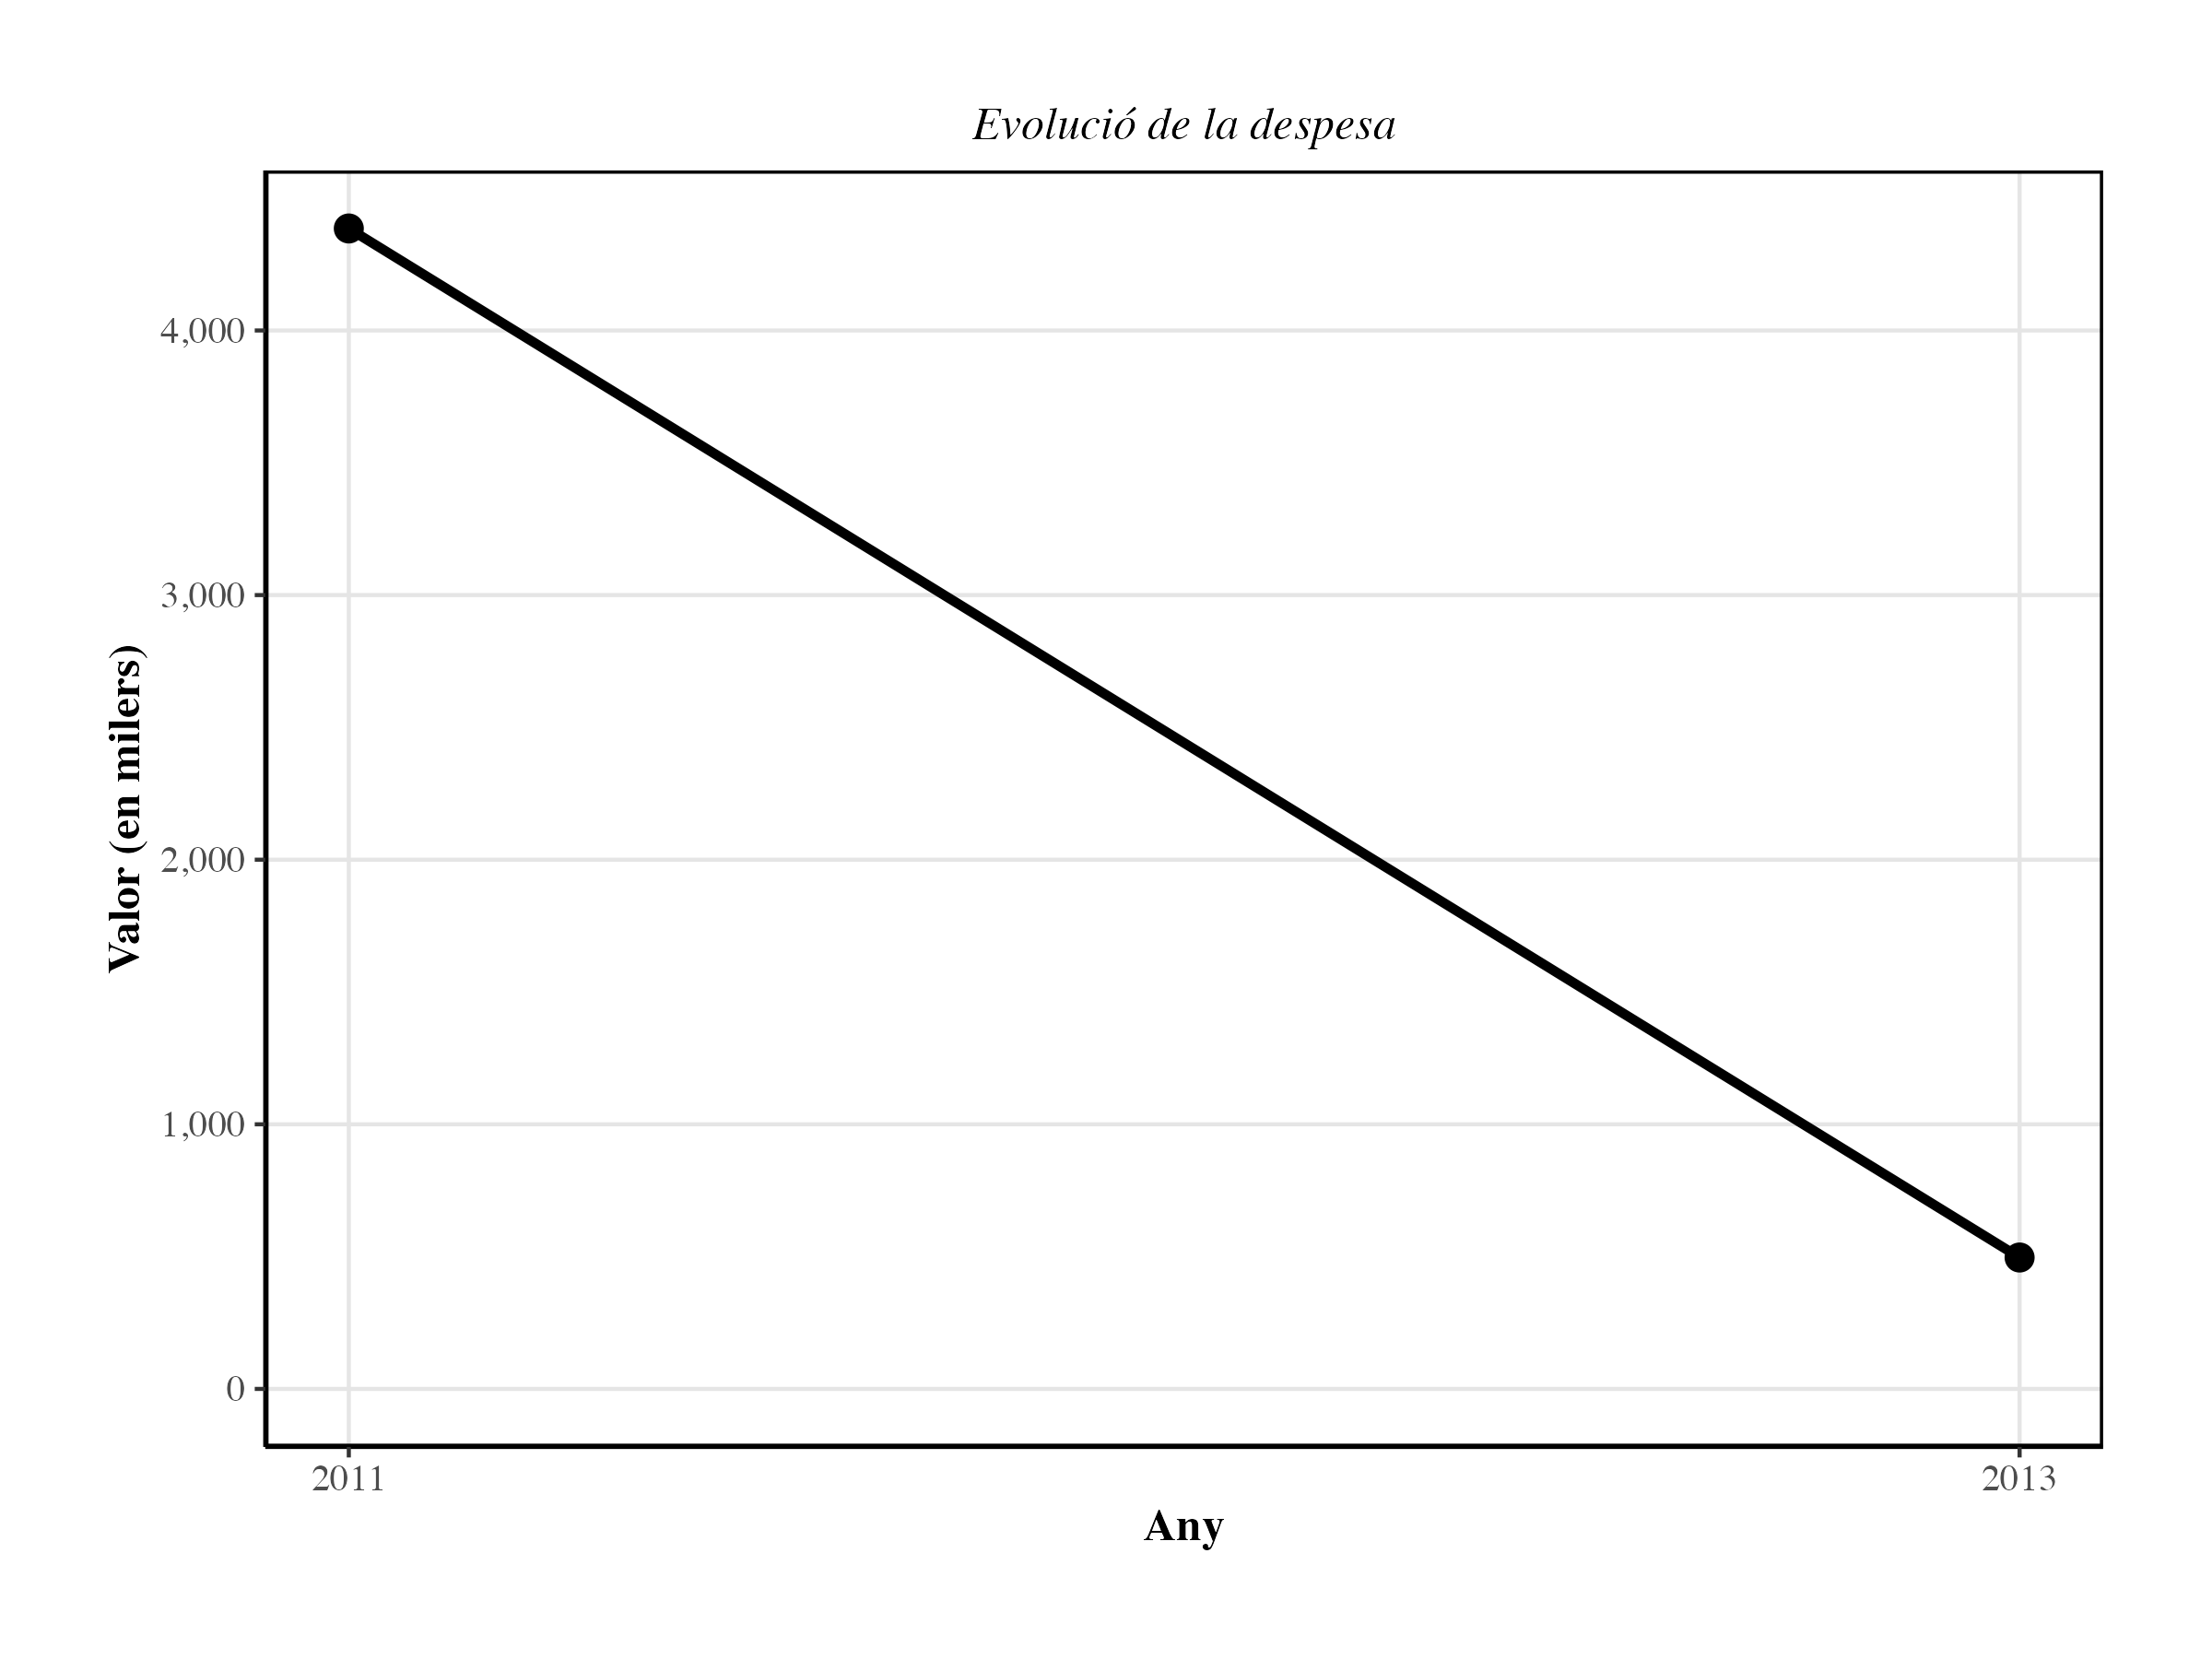 Evolució de la despesa
Valor (en milers)
4,000
3,000
2,000
1,000
0
2011
2013
Any